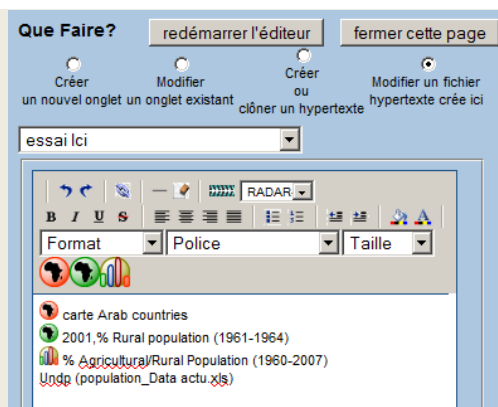 Que Faire?
redémarrer l'éditeur
fermer cette page
Créer
un nouvel onglet
Modifier
un onglet existant
Créer
ou
clôner un hypertexte
Modifier un fichier
hypertexte crée ici
essai Ici
RADAR
B I U S
Format
Police
Taille
carte Arab countries
2001,% Rural population (1961-1964)
% Agricultural/Rural Population (1960-2007)
Undp (population_Data actu.xls)